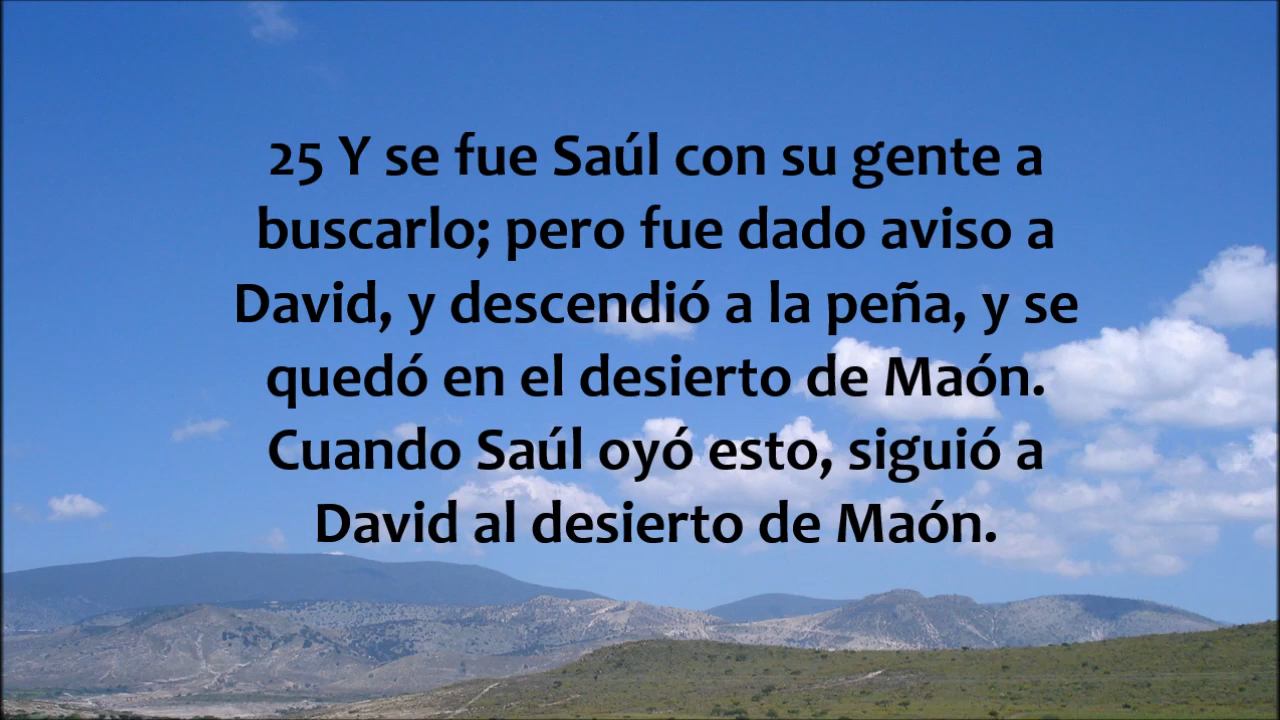 25 Y se fue Saúl con su gente a
buscarlo; pero fue dado aviso a
David, y descendió a la peña, y se
quedó en el desierto de Maón.
Cuando Saúl oyó esto, siguió a
David al desierto de Maón.